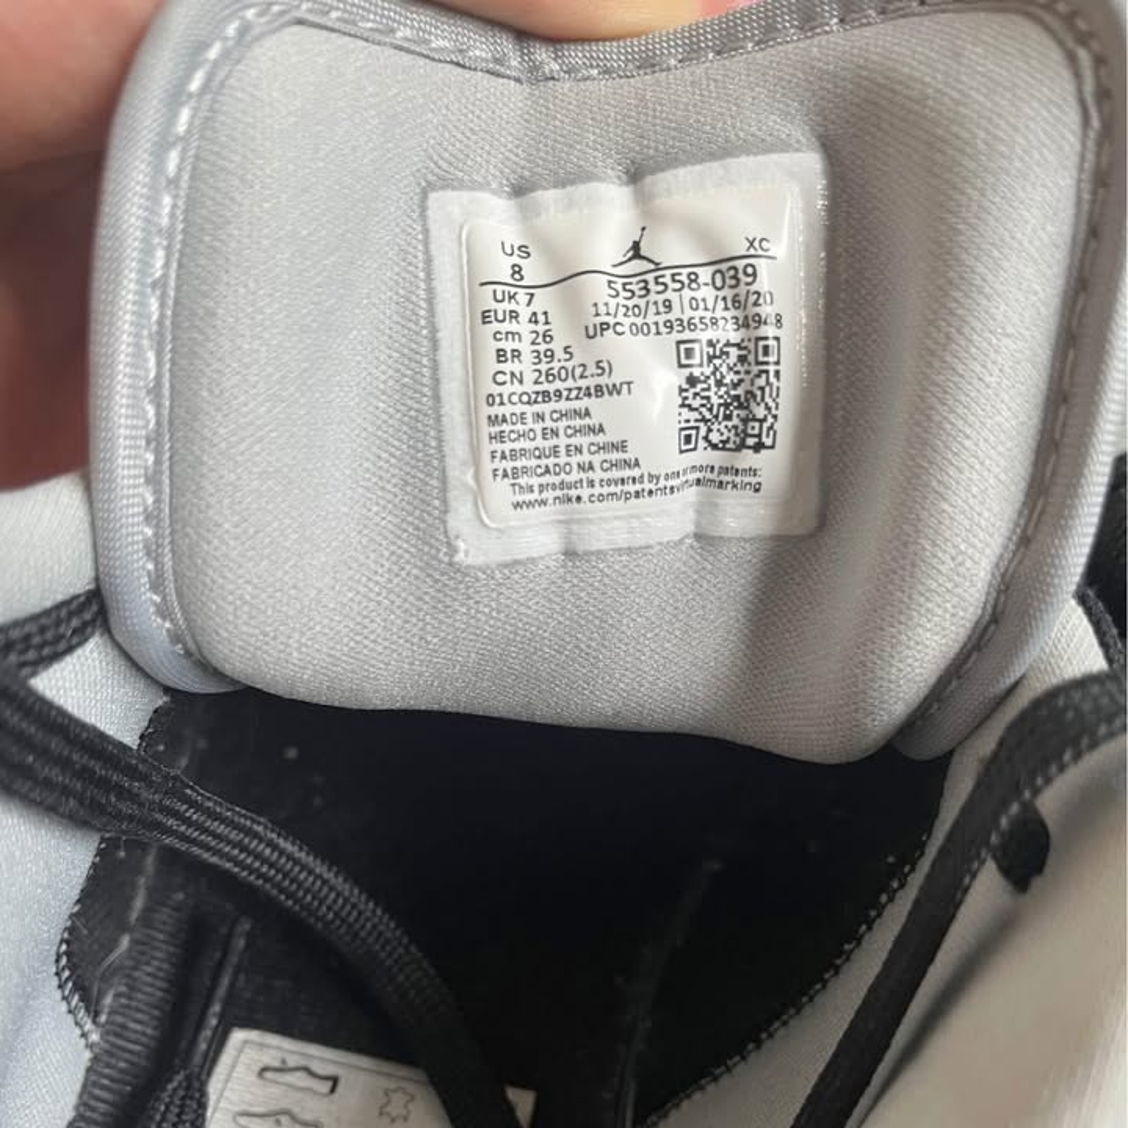 US XC
8
553558-039
UK 7
11/20/19 | 01/16/20
EUR 41
UPC 00193658234948
cm 26
BR 39.5
CN 260(2.5)
01CQZB9ZZ4BWT
MADE IN CHINA
HECHO EN CHINA
FABRIQUE EN CHINE
FABRICADO NA CHINA
This product is covered by one or more patents:
www.nike.com/patentsvirtualmarking